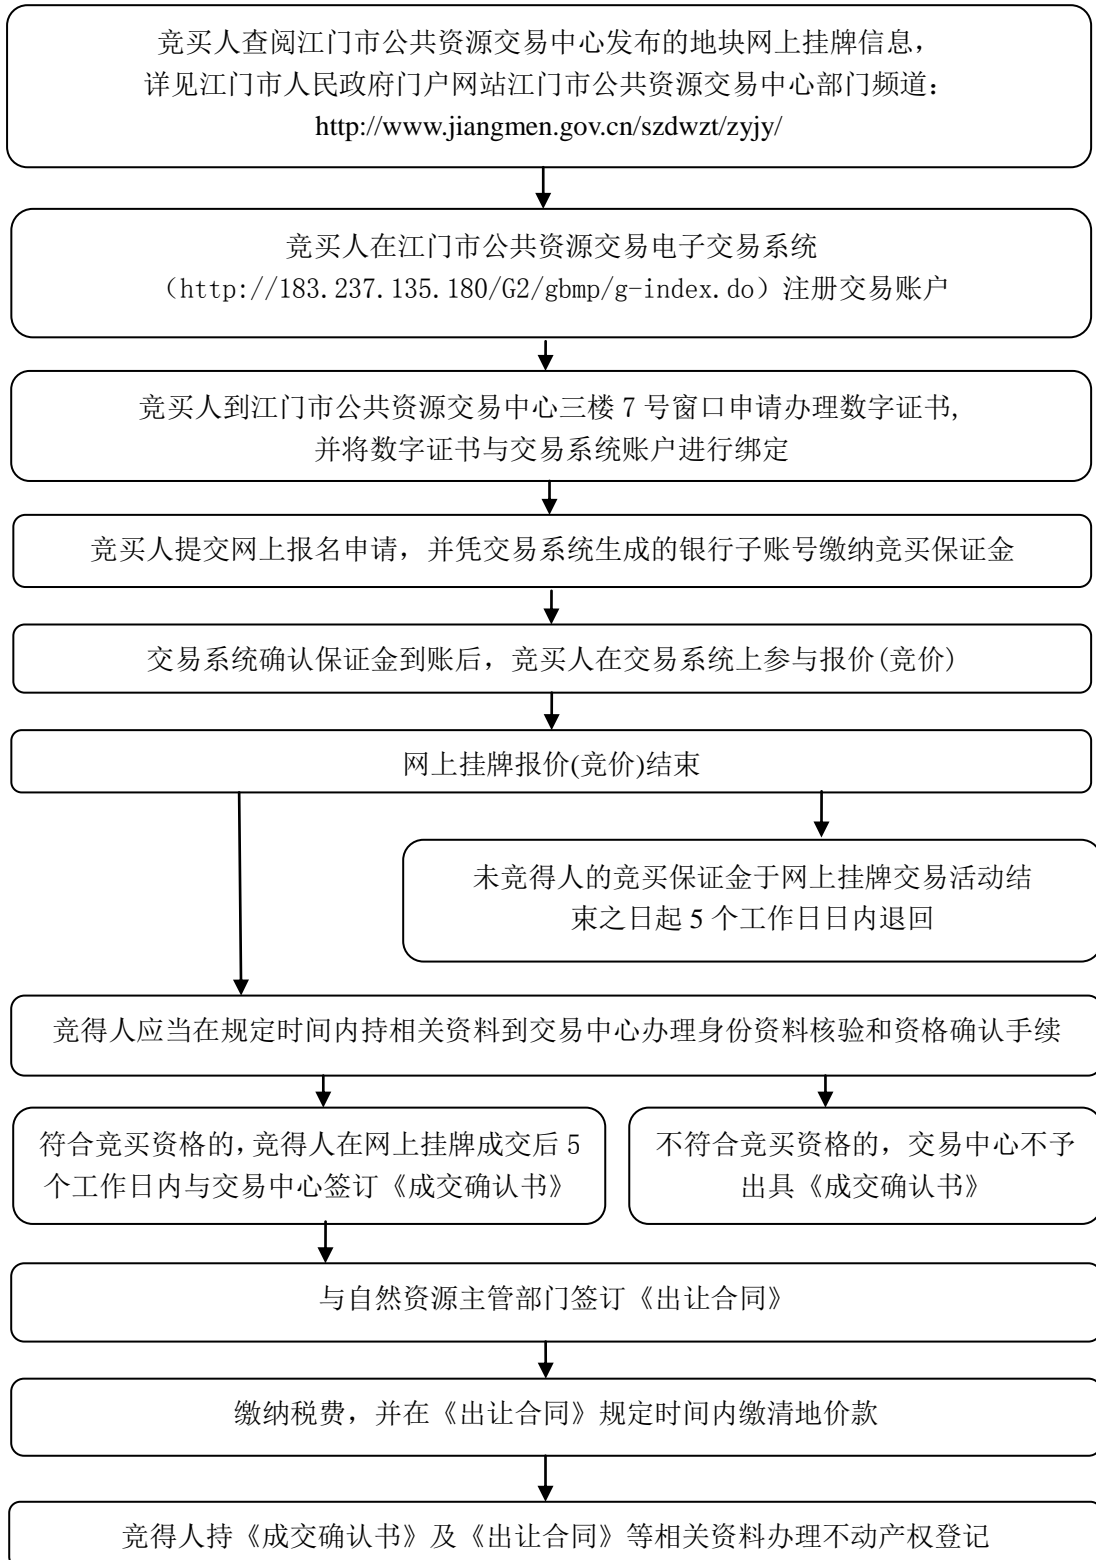 竞买人查阅江门市公共资源交易中心发布的地块网上挂牌信息，
详见江门市人民政府门户网站江门市公共资源交易中心部门频道：
http://www.jiangmen.gov.cn/szdwzt/zyjy/
竞买人在江门市公共资源交易电子交易系统
（http://183.237.135.180/G2/gbmp/g-index.do）注册交易账户
竞买人到江门市公共资源交易中心三楼 7 号窗口申请办理数字证书,
并将数字证书与交易系统账户进行绑定
竞买人提交网上报名申请，并凭交易系统生成的银行子账号缴纳竞买保证金
交易系统确认保证金到账后，竞买人在交易系统上参与报价(竞价)
网上挂牌报价(竞价)结束
未竞得人的竞买保证金于网上挂牌交易活动结
束之日起 5 个工作日日内退回
竞得人应当在规定时间内持相关资料到交易中心办理身份资料核验和资格确认手续
符合竞买资格的,竞得人在网上挂牌成交后 5
个工作日内与交易中心签订《成交确认书》
不符合竞买资格的，交易中心不予
出具《成交确认书》
与自然资源主管部门签订《出让合同》
缴纳税费，并在《出让合同》规定时间内缴清地价款
竞得人持《成交确认书》及《出让合同》等相关资料办理不动产权登记